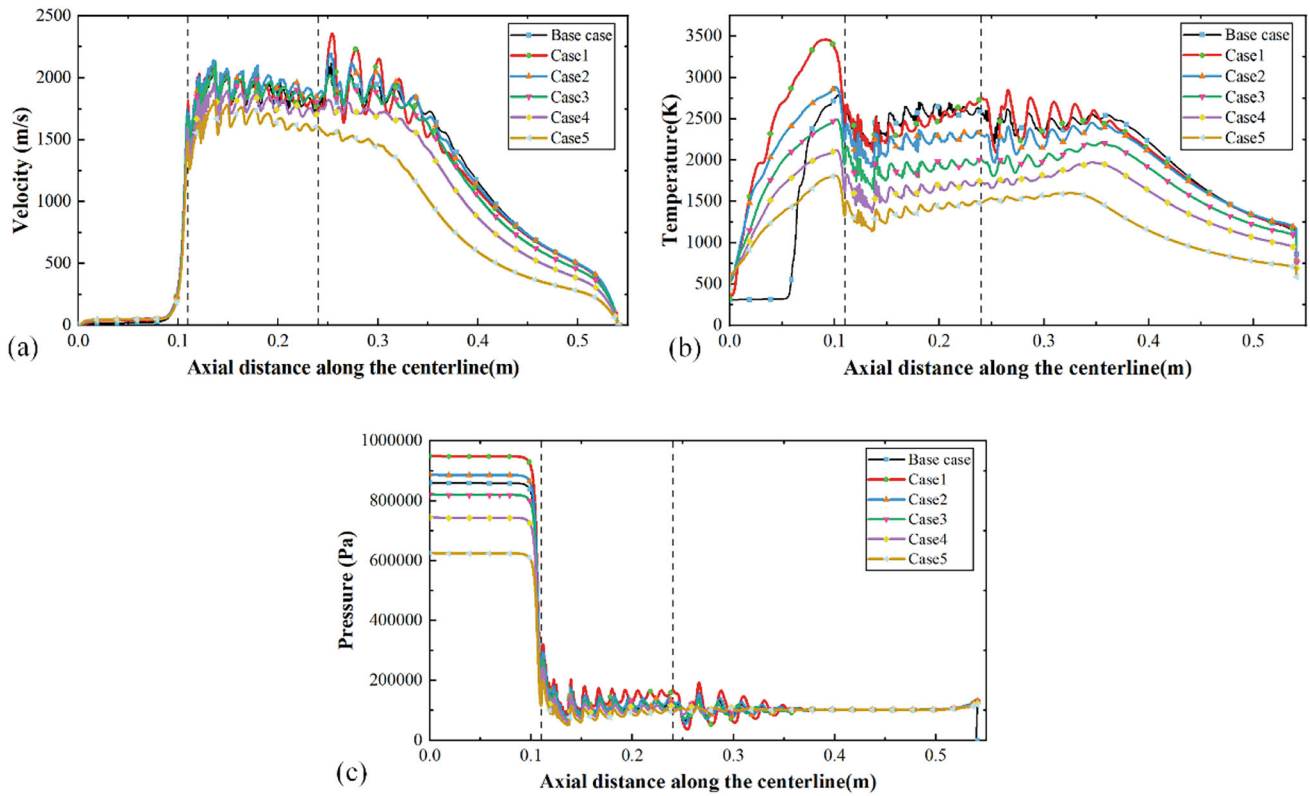 2500
2000
1500
1000
500
0
Velocity (m/s)
Base case
Case1
Case2
Case3
Case4
Case5
0.0 0.1 0.2 0.3 0.4 0.5
Axial distance along the centerline(m)
(a)
3500
3000
2500
2000
1500
1000
500
0
Temperature(K)
Base case
Case1
Case2
Case3
Case4
Case5
0.0 0.1 0.2 0.3 0.4 0.5
Axial distance along the centerline(m)
(b)
1000000
800000
600000
400000
200000
0
Pressure (Pa)
Base case
Case1
Case2
Case3
Case4
Case5
0.0 0.1 0.2 0.3 0.4 0.5
Axial distance along the centerline(m)
(c)